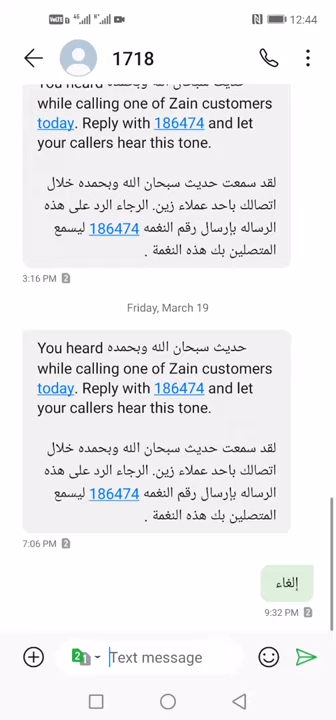 12:44
1718
You heard حديث سبحان الله وبحمده
while calling one of Zain customers
today. Reply with 186474 and let
your callers hear this tone.
لقد سمعت حديث سبحان الله وبحمده خلال
اتصالك باحد عملاء زين. الرجاء الرد على هذه
الرساله بإرسال رقم النغمه 186474 ليسمع
المتصلين بك هذه النغمة .
3:16 PM 2
Friday, March 19
You heard حديث سبحان الله وبحمده
while calling one of Zain customers
today. Reply with 186474 and let
your callers hear this tone.
لقد سمعت حديث سبحان الله وبحمده خلال
اتصالك باحد عملاء زين. الرجاء الرد على هذه
الرساله بإرسال رقم النغمه 186474 ليسمع
المتصلين بك هذه النغمة .
7:06 PM 2
إلغاء
9:32 PM 2
2 1 Text message